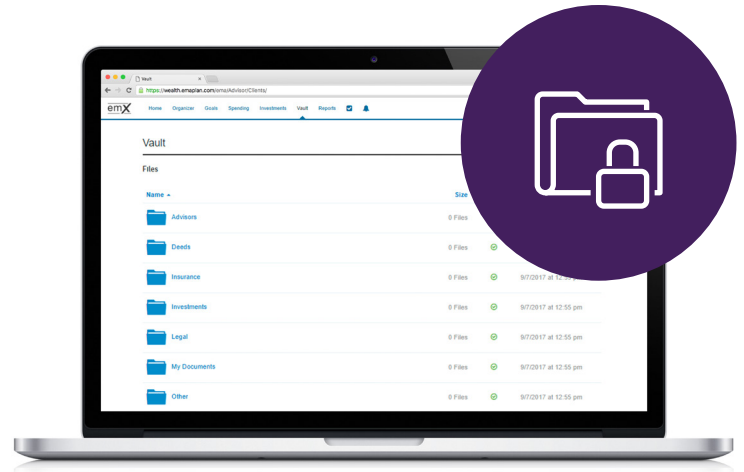 Vault
https://wealth.emaplan.com/ema/Advisor/Clients/
emX Home Organizer Goals Spending Investments Vault Reports
Vault
Files
Name Size
Advisors 0 Files
Deeds 0 Files
Insurance 0 Files 9/7/2017 at 12:55 pm
Investments 0 Files 9/7/2017 at 12:55 pm
Legal 0 Files 9/7/2017 at 12:55 pm
My Documents 0 Files 9/7/2017 at 12:55 pm
Other 0 Files 9/7/2017 at 12:55 pm